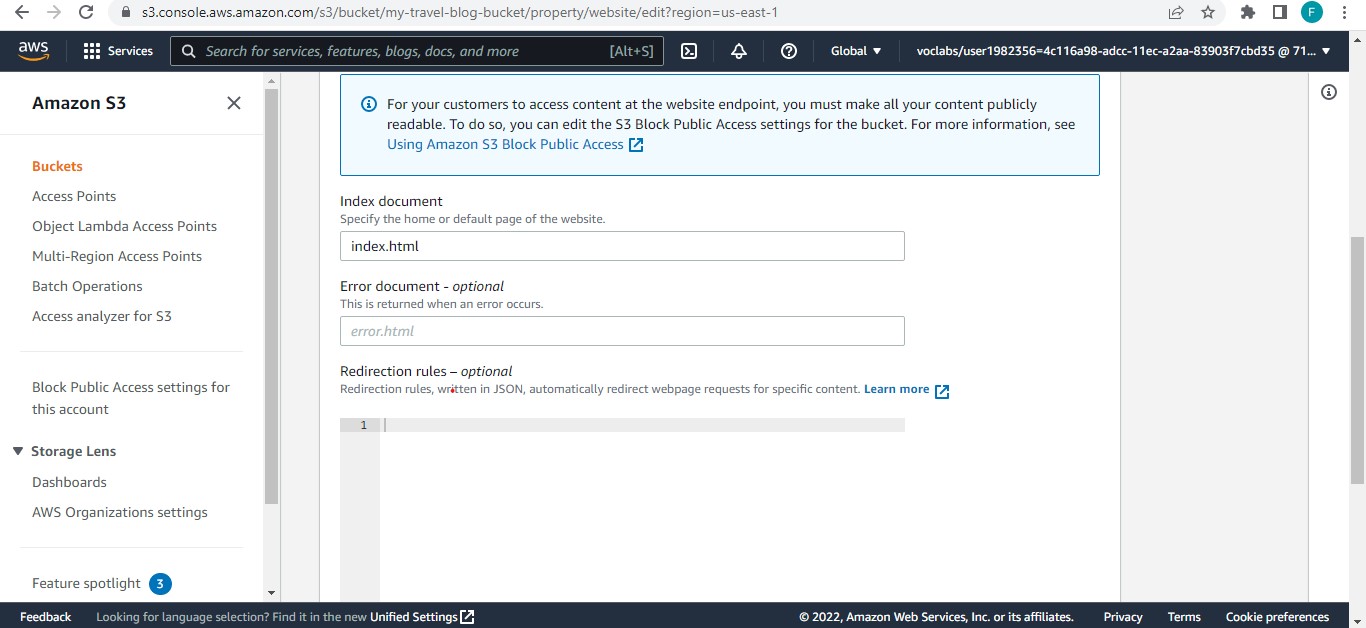 s3.console.aws.amazon.com/s3/bucket/my-travel-blog-bucket/property/website/edit?region=us-east-1
F
aws
Services
Search for services, features, blogs, docs, and more [Alt+S]
Global
voclabs/user1982356=4c116a98-adcc-11ec-a2aa-83903f7cbd35 @ 71...
Amazon S3
Buckets
Access Points
Object Lambda Access Points
Multi-Region Access Points
Batch Operations
Access analyzer for S3
Block Public Access settings for
this account
Storage Lens
Dashboards
AWS Organizations settings
Feature spotlight 3
For your customers to access content at the website endpoint, you must make all your content publicly
readable. To do so, you can edit the S3 Block Public Access settings for the bucket. For more information, see
Using Amazon S3 Block Public Access
Index document
Specify the home or default page of the website.
index.html
Error document - optional
This is returned when an error occurs.
error.html
Redirection rules – optional
Redirection rules, written in JSON, automatically redirect webpage requests for specific content. Learn more
1
Feedback
Looking for language selection? Find it in the new Unified Settings
© 2022, Amazon Web Services, Inc. or its affiliates.
Privacy
Terms
Cookie preferences